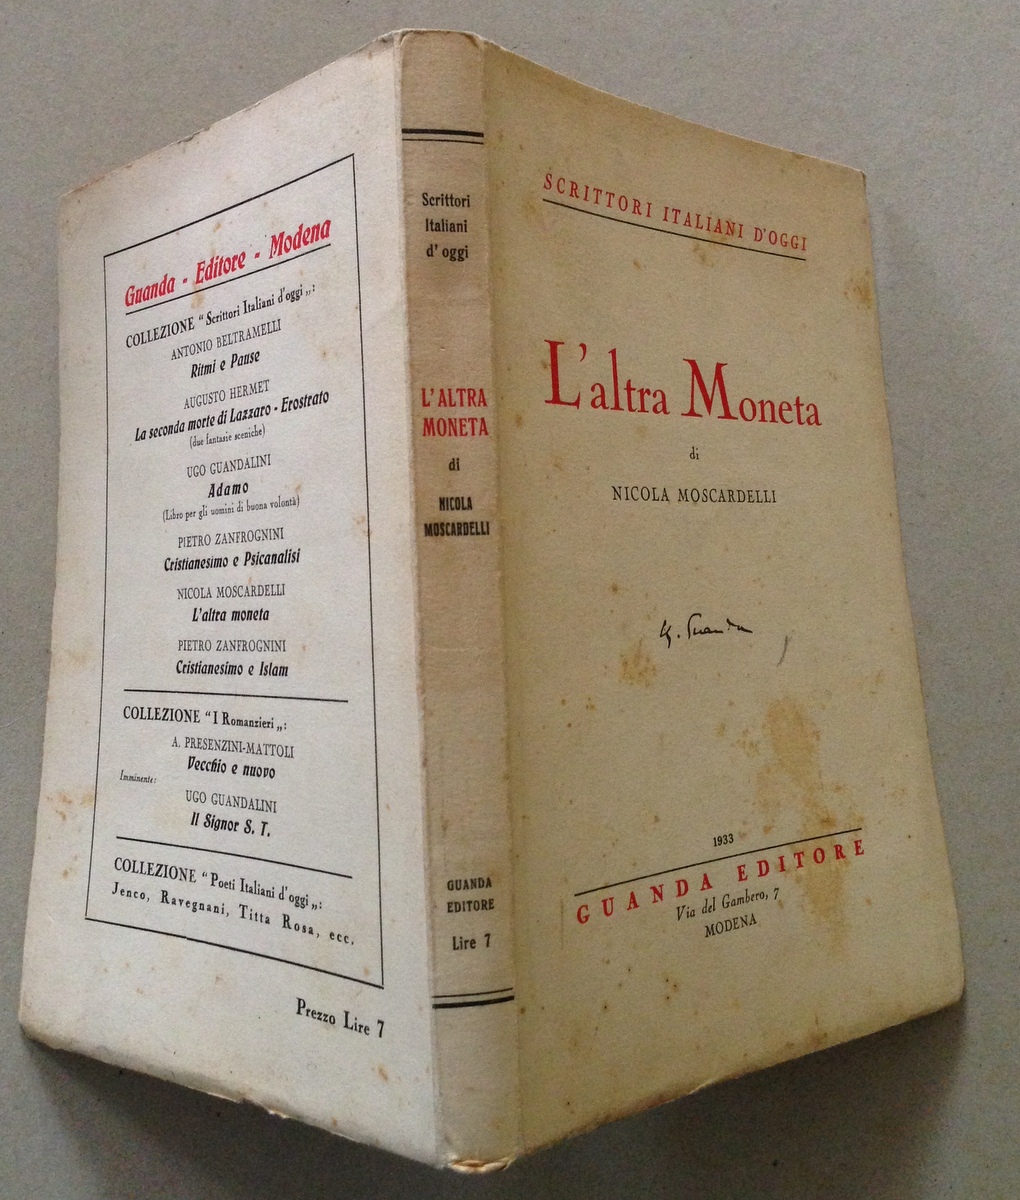 Guanda - Editore - Modena
COLLEZIONE “ Scrittori Italiani d'oggi „:
ANTONIO BELTRAMELLI
Ritmi e Pause
AUGUSTO HERMET
La seconda morte di Lazzaro - Erostrato
(due fantasie sceniche)
UGO GUANDALINI
Adamo
(Libro per gli uomini di buona volontà)
PIETRO ZANFROGNINI
Cristianesimo e Psicanalisi
NICOLA MOSCARDELLI
L'altra moneta
PIETRO ZANFROGNINI
Cristianesimo e Islam
COLLEZIONE “ I Romanzieri „:
A. PRESENZINI-MATTOLI
Vecchio e nuovo
Imminente:
UGO GUANDALINI
Il Signor S. T.
COLLEZIONE “ Poeti Italiani d'oggi „:
Jenco, Ravegnani, Titta Rosa, ecc.
Prezzo Lire 7
Scrittori
Italiani
d' oggi
L'ALTRA
MONETA
di
NICOLA
MOSCARDELLI
GUANDA
EDITORE
Lire 7
SCRITTORI ITALIANI D'OGGI
L'altra Moneta
di
NICOLA MOSCARDELLI
Guanda
1933
GUANDA EDITORE
Via del Gambero, 7
MODENA